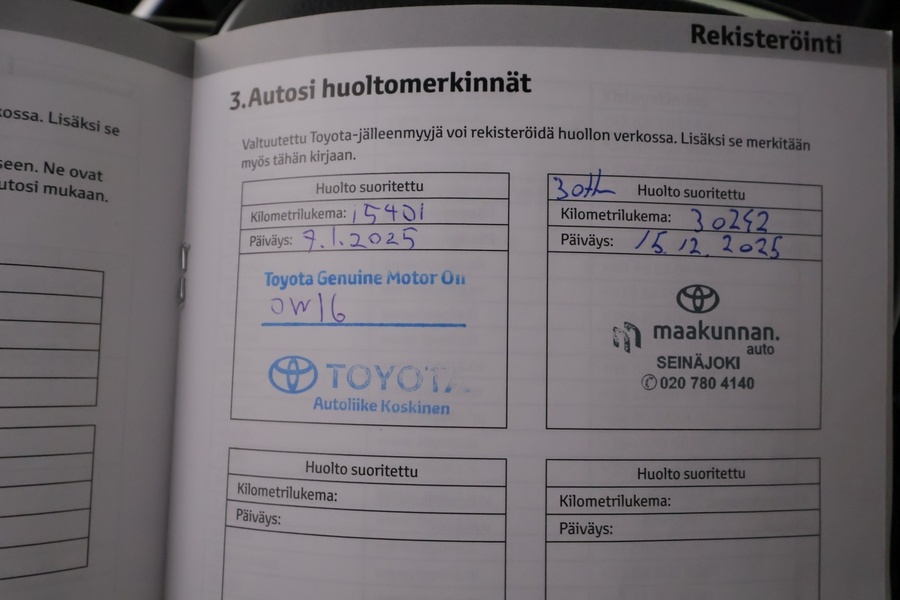 kossa. Lisäksi se
seen. Ne ovat
utosi mukaan.
Rekisteröinti
3.Autosi huoltomerkinnät
Valtuutettu Toyota-jälleenmyyjä voi rekisteröidä huollon verkossa. Lisäksi se merkitään
myös tähän kirjaan.
Huolto suoritettu
Kilometrilukema: 15401
Päiväys: 7.1.2025
Toyota Genuine Motor Oil
0W16
TOYOTA
Autoliike Koskinen
30th Huolto suoritettu
Kilometrilukema: 30242
Päiväys: 15.12.2025
maakunnan.
auto
SEINÄJOKI
✆ 020 780 4140
Huolto suoritettu
Kilometrilukema:
Päiväys:
Huolto suoritettu
Kilometrilukema:
Päiväys: